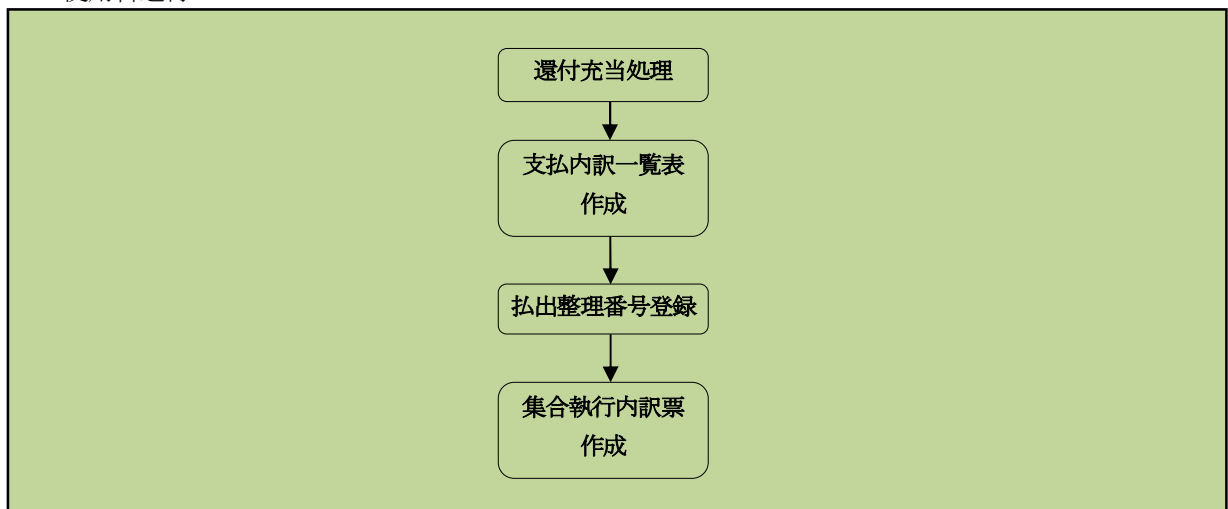 還付充当処理
支払内訳一覧表
作成
払出整理番号登録
集合執行内訳票
作成